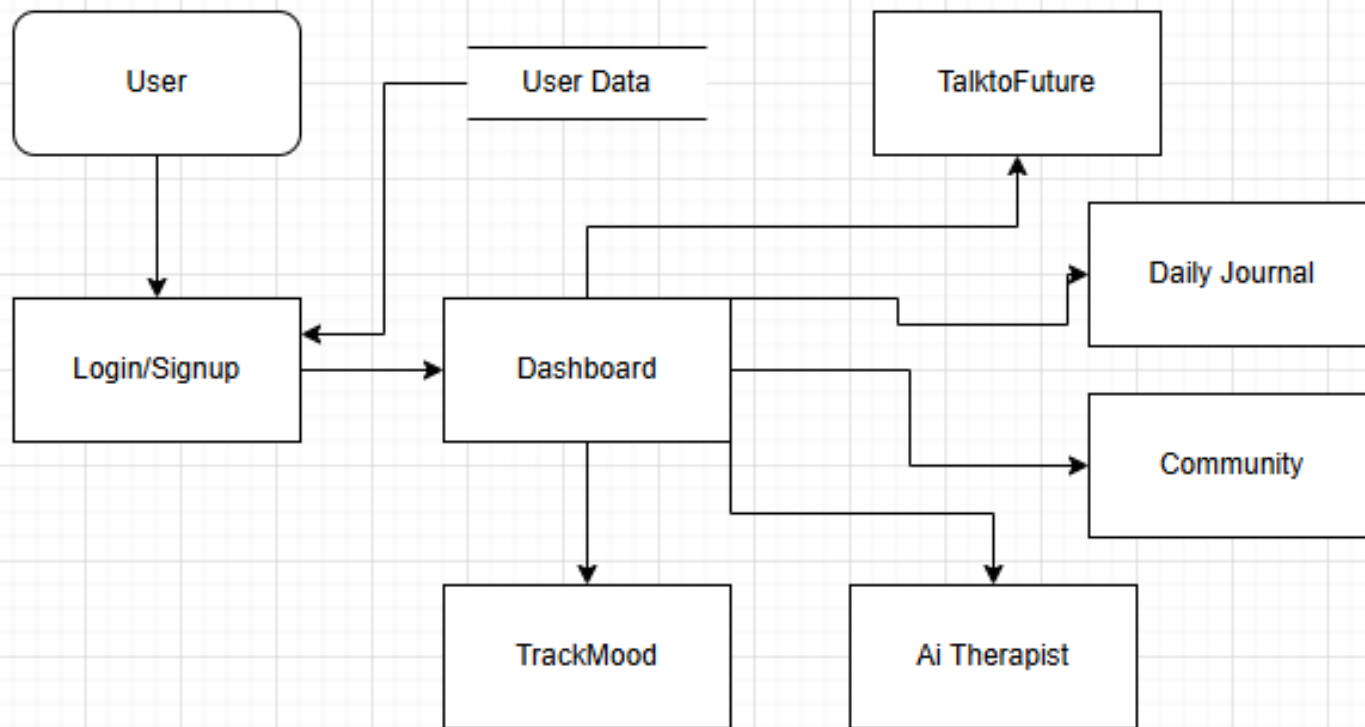 User
User Data
TalktoFuture
Daily Journal
Login/Signup
Dashboard
Community
TrackMood
Ai Therapist